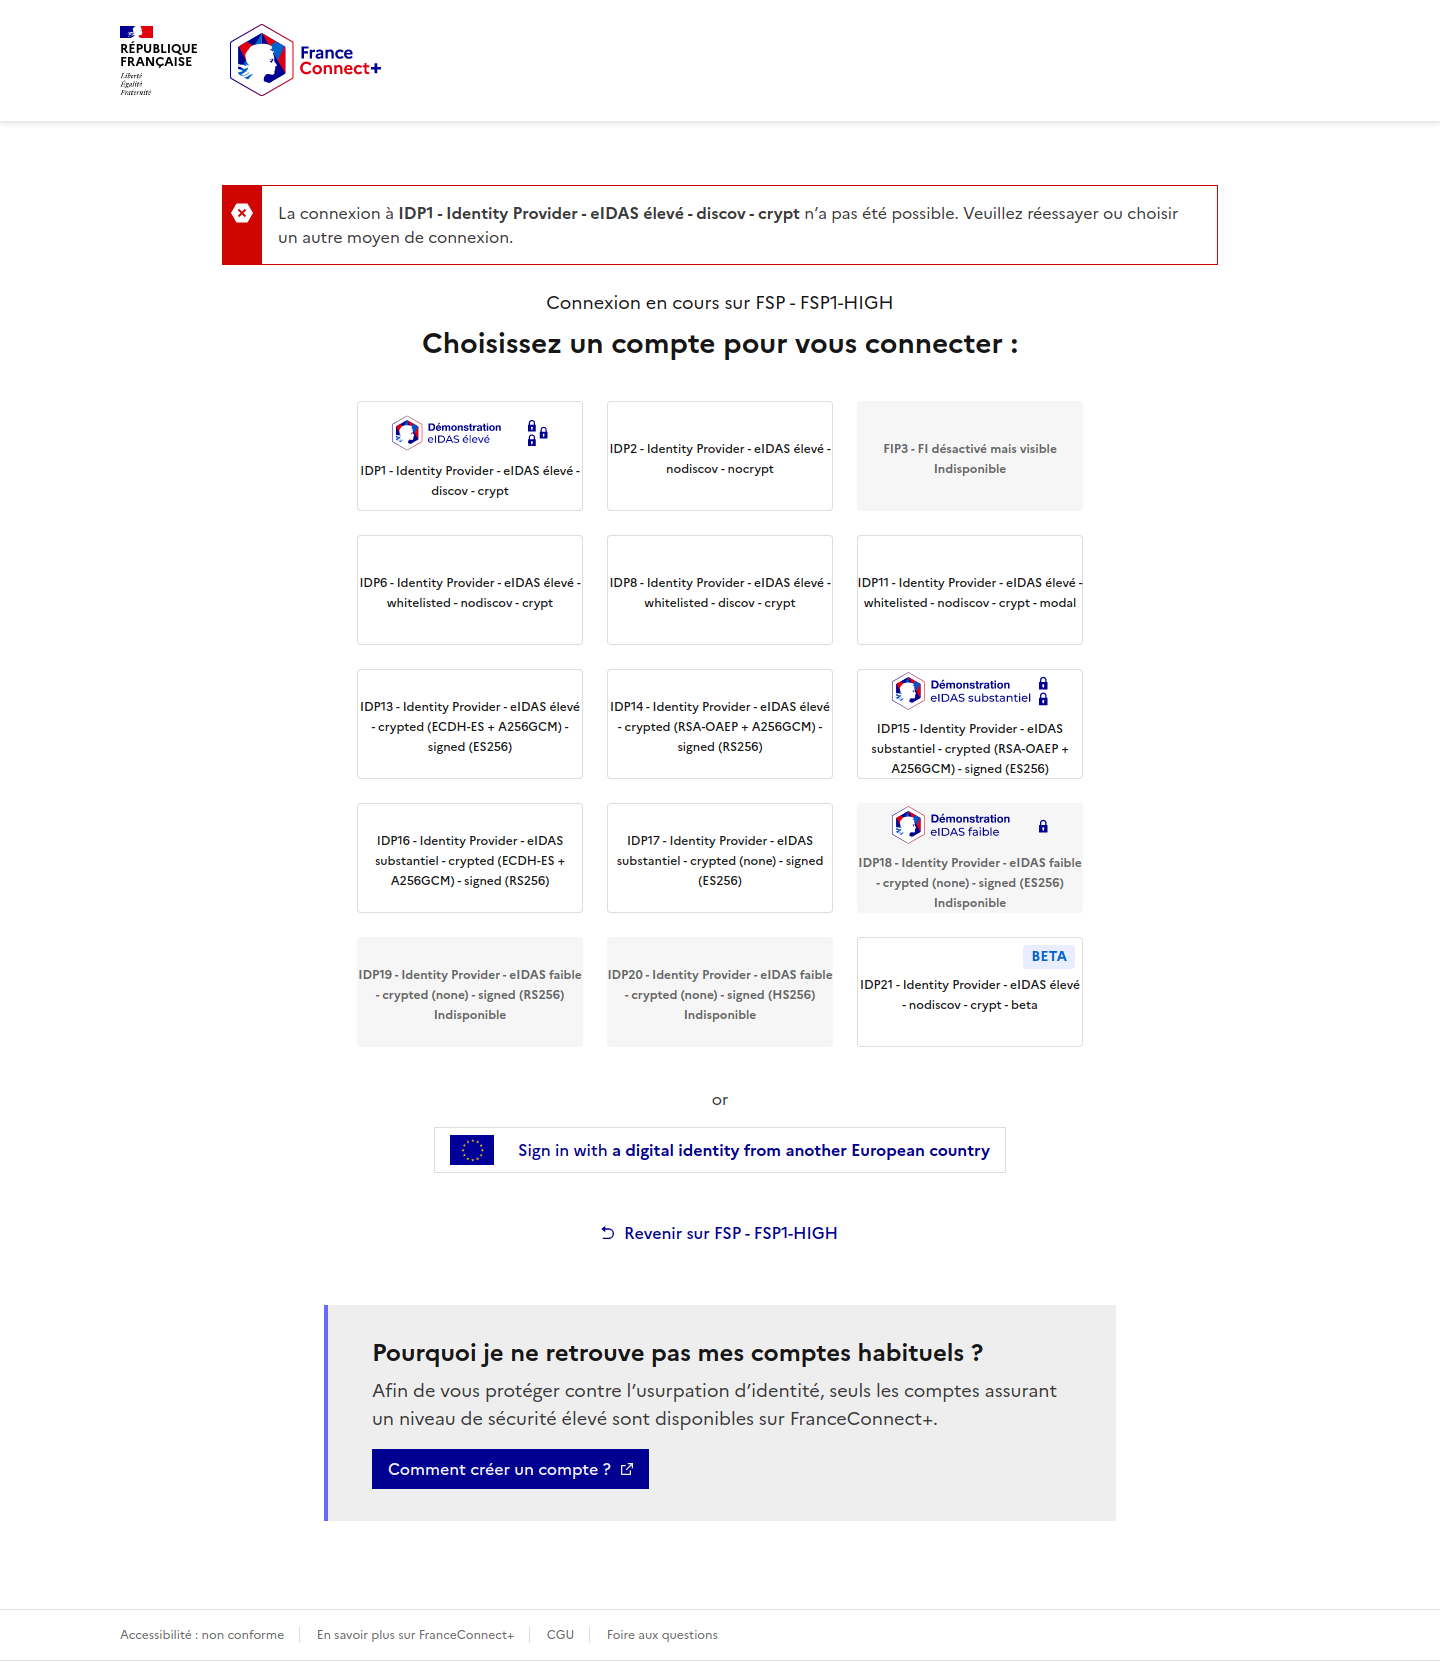 RÉPUBLIQUE
FRANÇAISE
Liberté
Égalité
Fraternité
France
Connect+
La connexion à IDP1 - Identity Provider - eIDAS élevé - discov - crypt n’a pas été possible. Veuillez réessayer ou choisir
un autre moyen de connexion.
Connexion en cours sur FSP - FSP1-HIGH
Choisissez un compte pour vous connecter :
Démonstration
eIDAS élevé
IDP1 - Identity Provider - eIDAS élevé -
discov - crypt
IDP2 - Identity Provider - eIDAS élevé -
nodiscov - nocrypt
FIP3 - FI désactivé mais visible
Indisponible
IDP6 - Identity Provider - eIDAS élevé -
whitelisted - nodiscov - crypt
IDP8 - Identity Provider - eIDAS élevé -
whitelisted - discov - crypt
IDP11 - Identity Provider - eIDAS élevé -
whitelisted - nodiscov - crypt - modal
IDP13 - Identity Provider - eIDAS élevé
- crypted (ECDH-ES + A256GCM) -
signed (ES256)
IDP14 - Identity Provider - eIDAS élevé
- crypted (RSA-OAEP + A256GCM) -
signed (RS256)
Démonstration
eIDAS substantiel
IDP15 - Identity Provider - eIDAS
substantiel - crypted (RSA-OAEP +
A256GCM) - signed (ES256)
IDP16 - Identity Provider - eIDAS
substantiel - crypted (ECDH-ES +
A256GCM) - signed (RS256)
IDP17 - Identity Provider - eIDAS
substantiel - crypted (none) - signed
(ES256)
Démonstration
eIDAS faible
IDP18 - Identity Provider - eIDAS faible
- crypted (none) - signed (ES256)
Indisponible
IDP19 - Identity Provider - eIDAS faible
- crypted (none) - signed (RS256)
Indisponible
IDP20 - Identity Provider - eIDAS faible
- crypted (none) - signed (HS256)
Indisponible
BETA
IDP21 - Identity Provider - eIDAS élevé
- nodiscov - crypt - beta
or
Sign in with a digital identity from another European country
Revenir sur FSP - FSP1-HIGH
Pourquoi je ne retrouve pas mes comptes habituels ?
Afin de vous protéger contre l’usurpation d’identité, seuls les comptes assurant
un niveau de sécurité élevé sont disponibles sur FranceConnect+.
Comment créer un compte ?
Accessibilité : non conforme
En savoir plus sur FranceConnect+
CGU
Foire aux questions